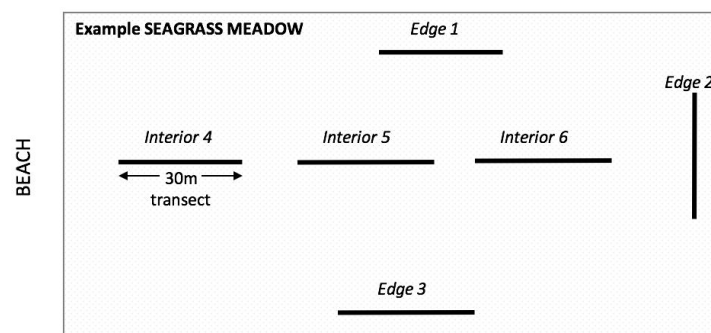 Example SEAGRASS MEADOW
Edge 1
Edge 2
Interior 4
Interior 5
Interior 6
BEACH
30m
transect
Edge 3